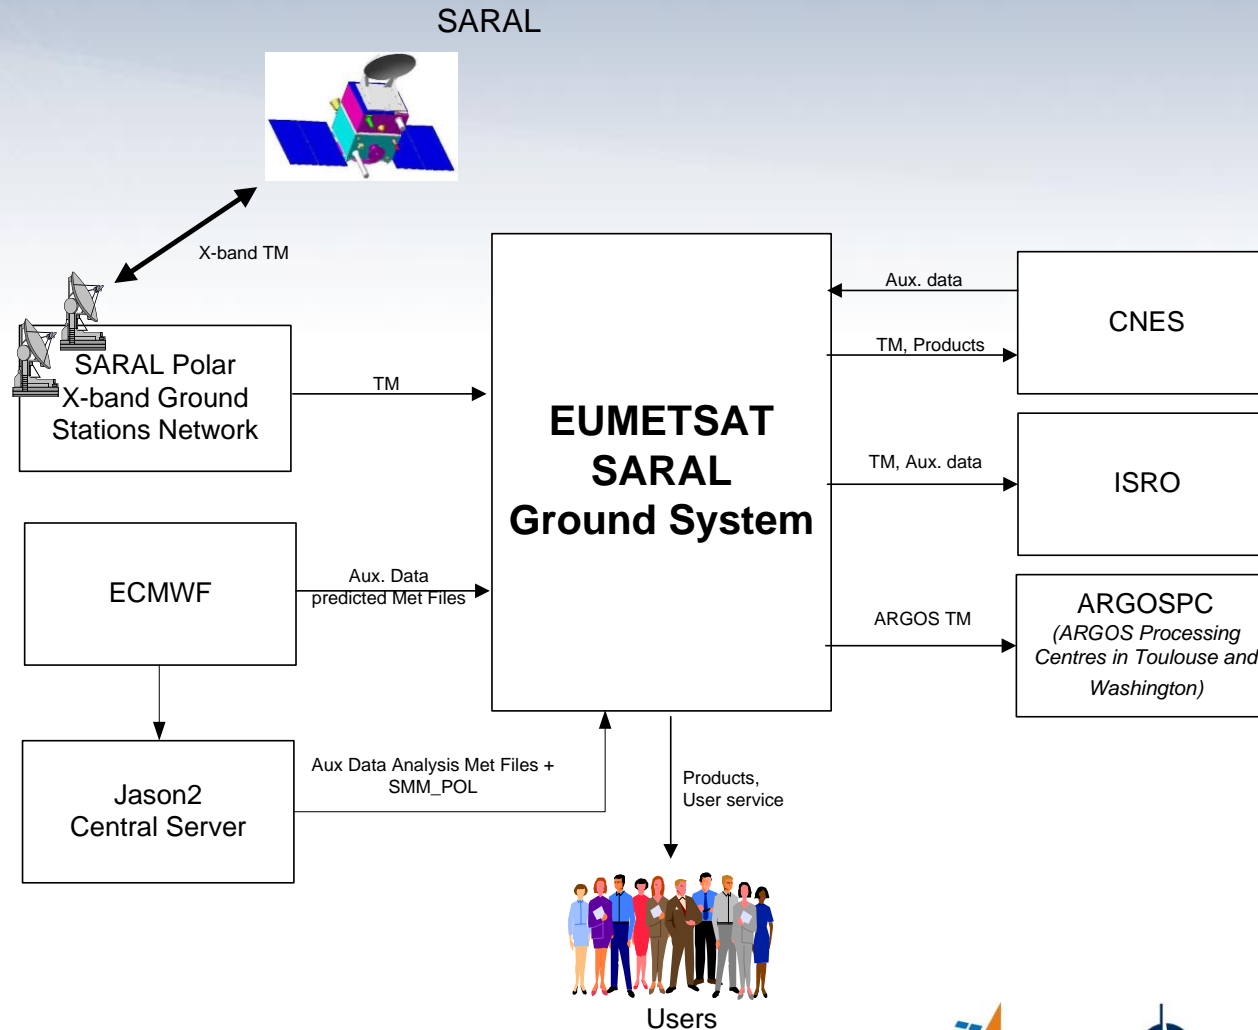 SARAL
X-band TM
SARAL Polar
X-band Ground
Stations Network
TM
EUMETSAT
SARAL
Ground System
Aux. data
CNES
TM, Products
TM, Aux. data
ISRO
ECMWF
Aux. Data
predicted Met Files
ARGOS TM
ARGOSPC
(ARGOS Processing
Centres in Toulouse and
Washington)
Jason2
Central Server
Aux Data Analysis Met Files +
SMM_POL
Products,
User service
Users